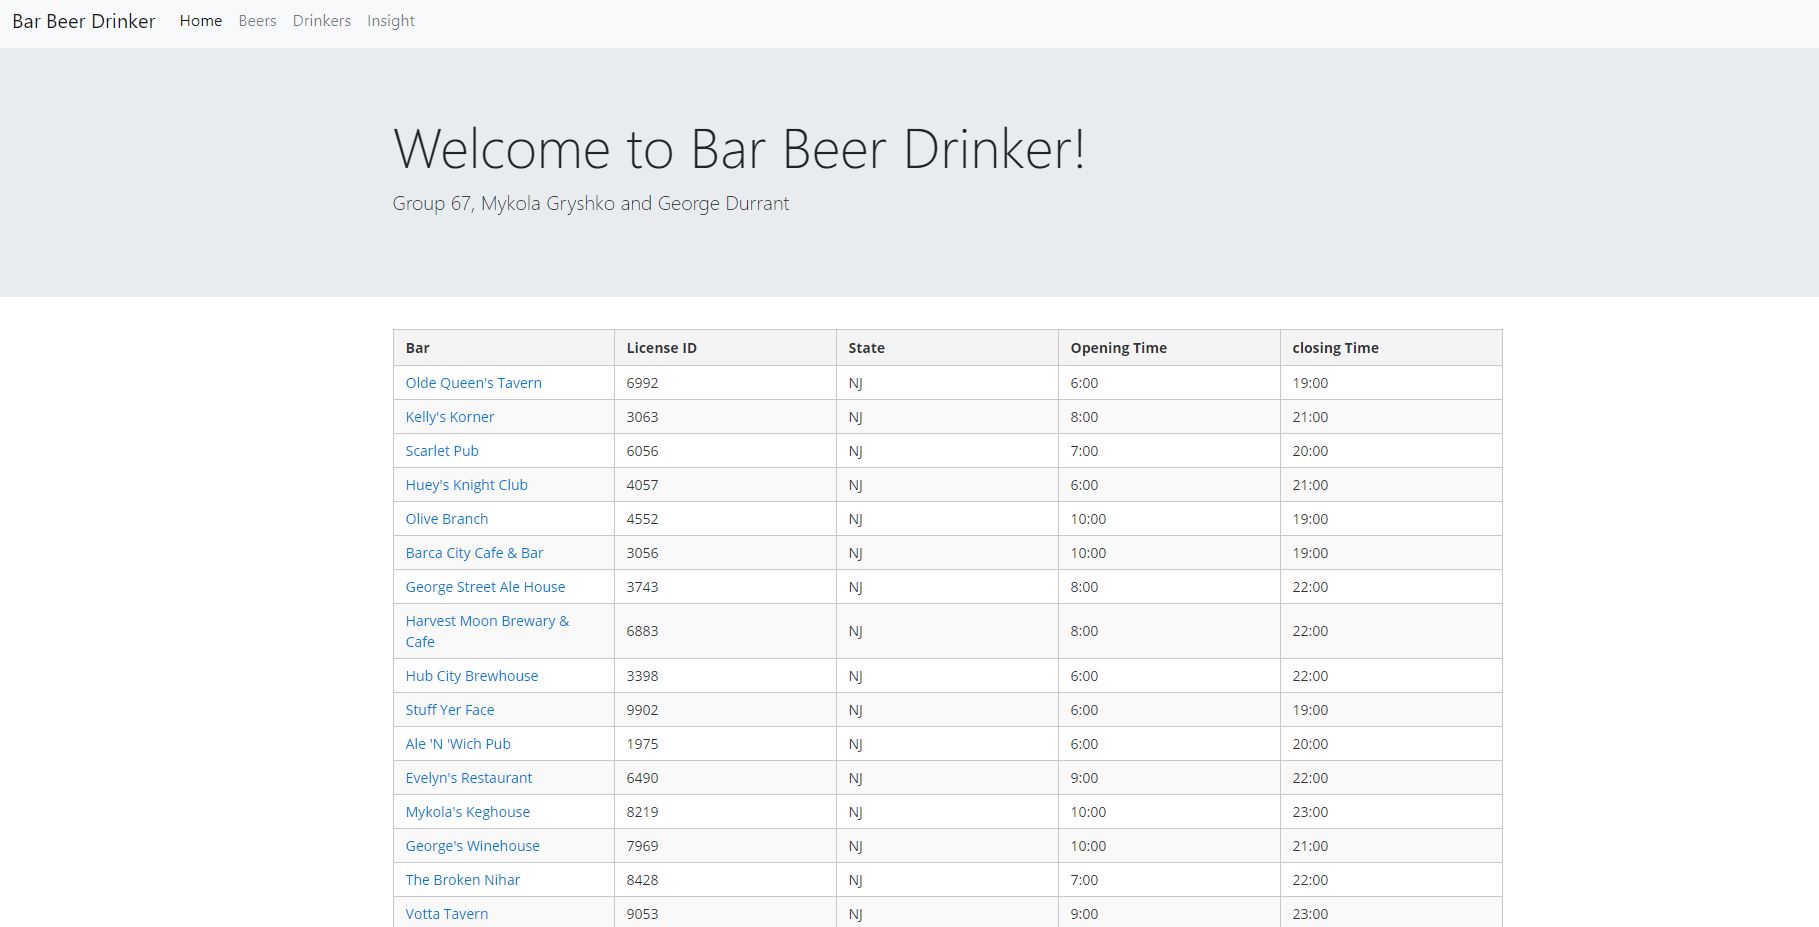 Bar Beer Drinker Home Beers Drinkers Insight
Welcome to Bar Beer Drinker!
Group 67, Mykola Gryshko and George Durrant
Bar License ID State Opening Time closing Time
Olde Queen's Tavern 6992 NJ 6:00 19:00
Kelly's Korner 3063 NJ 8:00 21:00
Scarlet Pub 6056 NJ 7:00 20:00
Huey's Knight Club 4057 NJ 6:00 21:00
Olive Branch 4552 NJ 10:00 19:00
Barca City Cafe & Bar 3056 NJ 10:00 19:00
George Street Ale House 3743 NJ 8:00 22:00
Harvest Moon Brewary &
Cafe 6883 NJ 8:00 22:00
Hub City Brewhouse 3398 NJ 6:00 22:00
Stuff Yer Face 9902 NJ 6:00 19:00
Ale 'N 'Wich Pub 1975 NJ 6:00 20:00
Evelyn's Restaurant 6490 NJ 9:00 22:00
Mykola's Keghouse 8219 NJ 10:00 23:00
George's Winehouse 7969 NJ 10:00 21:00
The Broken Nihar 8428 NJ 7:00 22:00
Votta Tavern 9053 NJ 9:00 23:00